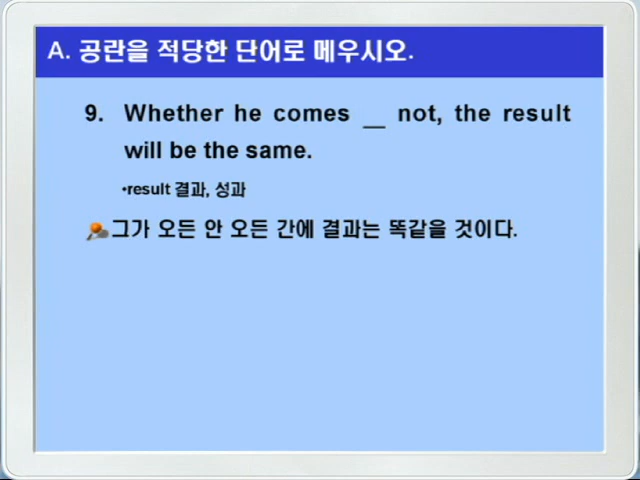 A. 공란을 적당한 단어로 메우시오.
9. Whether he comes __ not, the result
will be the same.
•result 결과, 성과
그가 오든 안 오든 간에 결과는 똑같을 것이다.